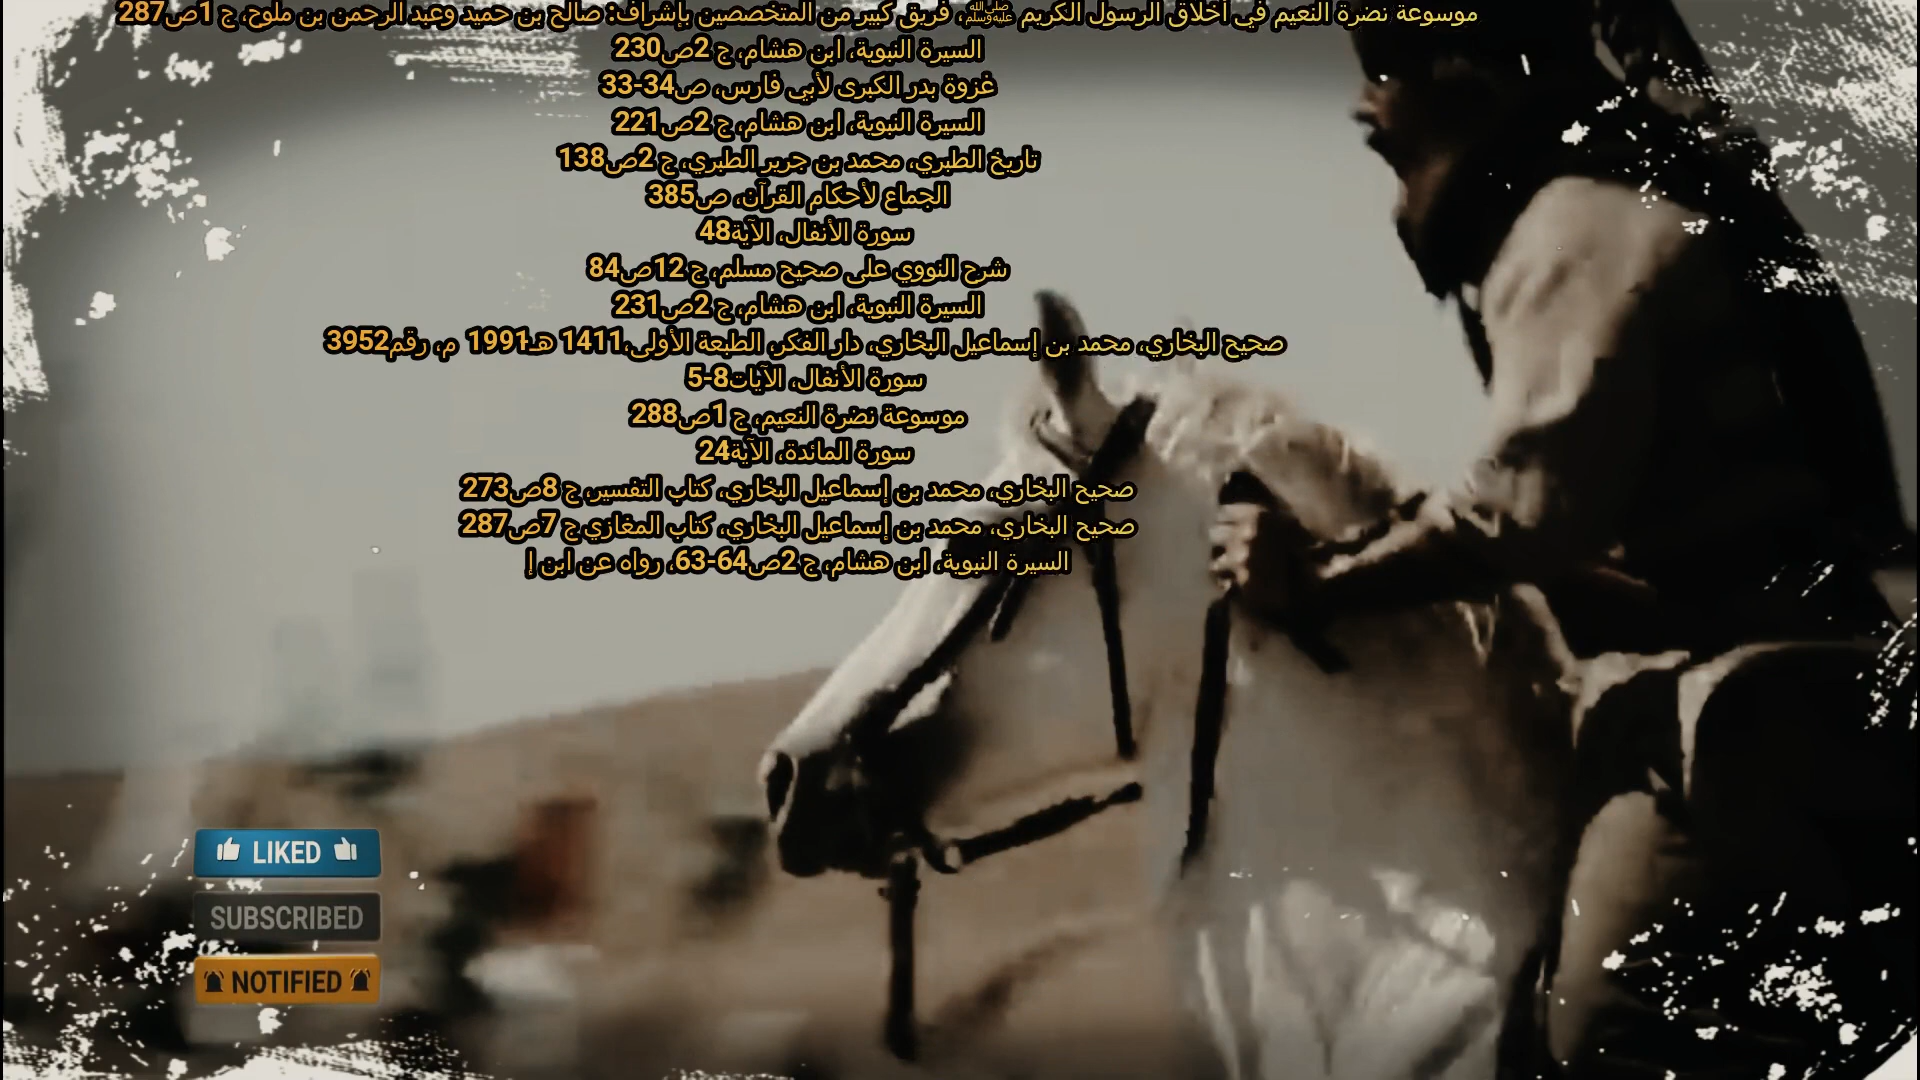 موسوعة نضرة النعيم في أخلاق الرسول الكريم ﷺ، فريق كبير من المتخصصين بإشراف: صالح بن حميد وعبد الرحمن بن ملوح، ج 1ص287
السيرة النبوية، ابن هشام، ج 2ص230
غزوة بدر الكبرى لأبي فارس، ص34-33
السيرة النبوية، ابن هشام، ج 2ص221
تاريخ الطبري، محمد بن جرير الطبري، ج 2ص138
الجماع لأحكام القرآن، ص385
سورة الأنفال، الآية48
شرح النووي على صحيح مسلم، ج 12ص84
السيرة النبوية، ابن هشام، ج 2ص231
صحيح البخاري، محمد بن إسماعيل البخاري، دار الفكر، الطبعة الأولى،1411 هـ1991 م، رقم3952
سورة الأنفال، الآيات8-5
موسوعة نضرة النعيم، ج 1ص288
سورة المائدة، الآية24
صحيح البخاري، محمد بن إسماعيل البخاري، كتاب التفسير، ج 8ص273
صحيح البخاري، محمد بن إسماعيل البخاري، كتاب المغازي ج 7ص287
السيرة النبوية، ابن هشام، ج 2ص64-63، رواه عن ابن إ
LIKED
SUBSCRIBED
NOTIFIED